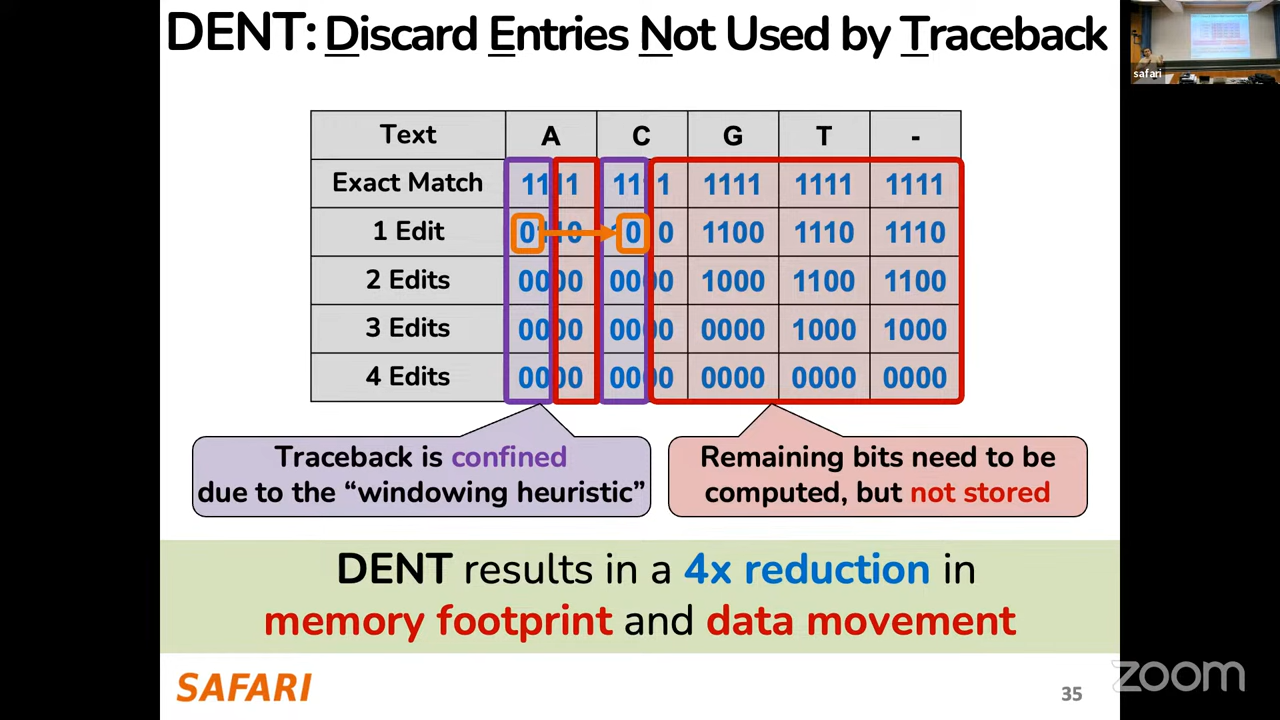 DENT: Discard Entries Not Used by Traceback
safari
Text A C G T -
Exact Match 1111 1111 1111 1111 1111
1 Edit 0110 1000 1100 1110 1110
2 Edits 0000 0000 1000 1100 1100
3 Edits 0000 0000 0000 1000 1000
4 Edits 0000 0000 0000 0000 0000
Traceback is confined
due to the “windowing heuristic”
Remaining bits need to be
computed, but not stored
DENT results in a 4x reduction in
memory footprint and data movement
SAFARI
35
zoom